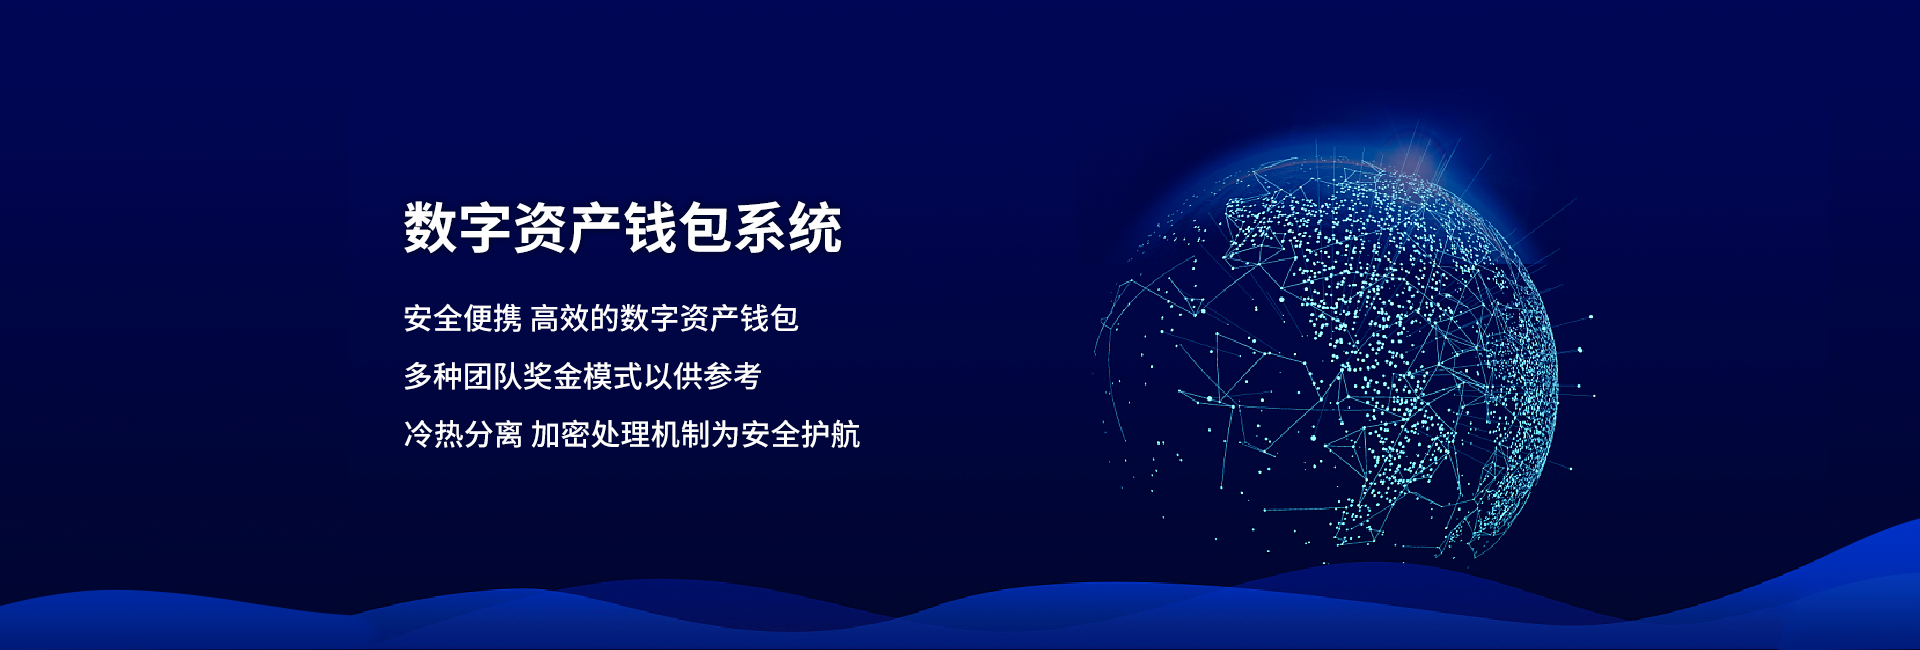 数字资产钱包系统
安全便携 高效的数字资产钱包
多种团队奖金模式以供参考
冷热分离 加密处理机制为安全护航